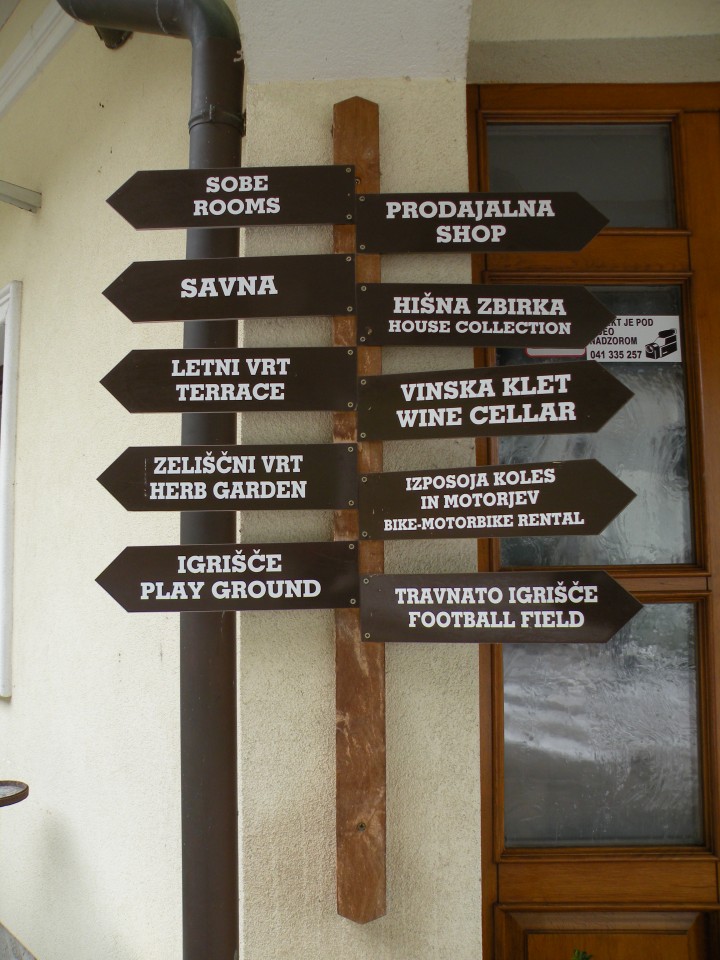 SOBE
ROOMS
PRODAJALNA
SHOP
SAVNA
HIŠNA ZBIRKA
HOUSE COLLECTION
JE POD
NADZOROM
041 335 257
LETNI VRT
TERRACE
VINSKA KLET
WINE CELLAR
ZELIŠČNI VRT
HERB GARDEN
IZPOSOJA KOLES
IN MOTORJEV
BIKE-MOTORBIKE RENTAL
IGRIŠČE
PLAY GROUND
TRAVNATO IGRIŠČE
FOOTBALL FIELD